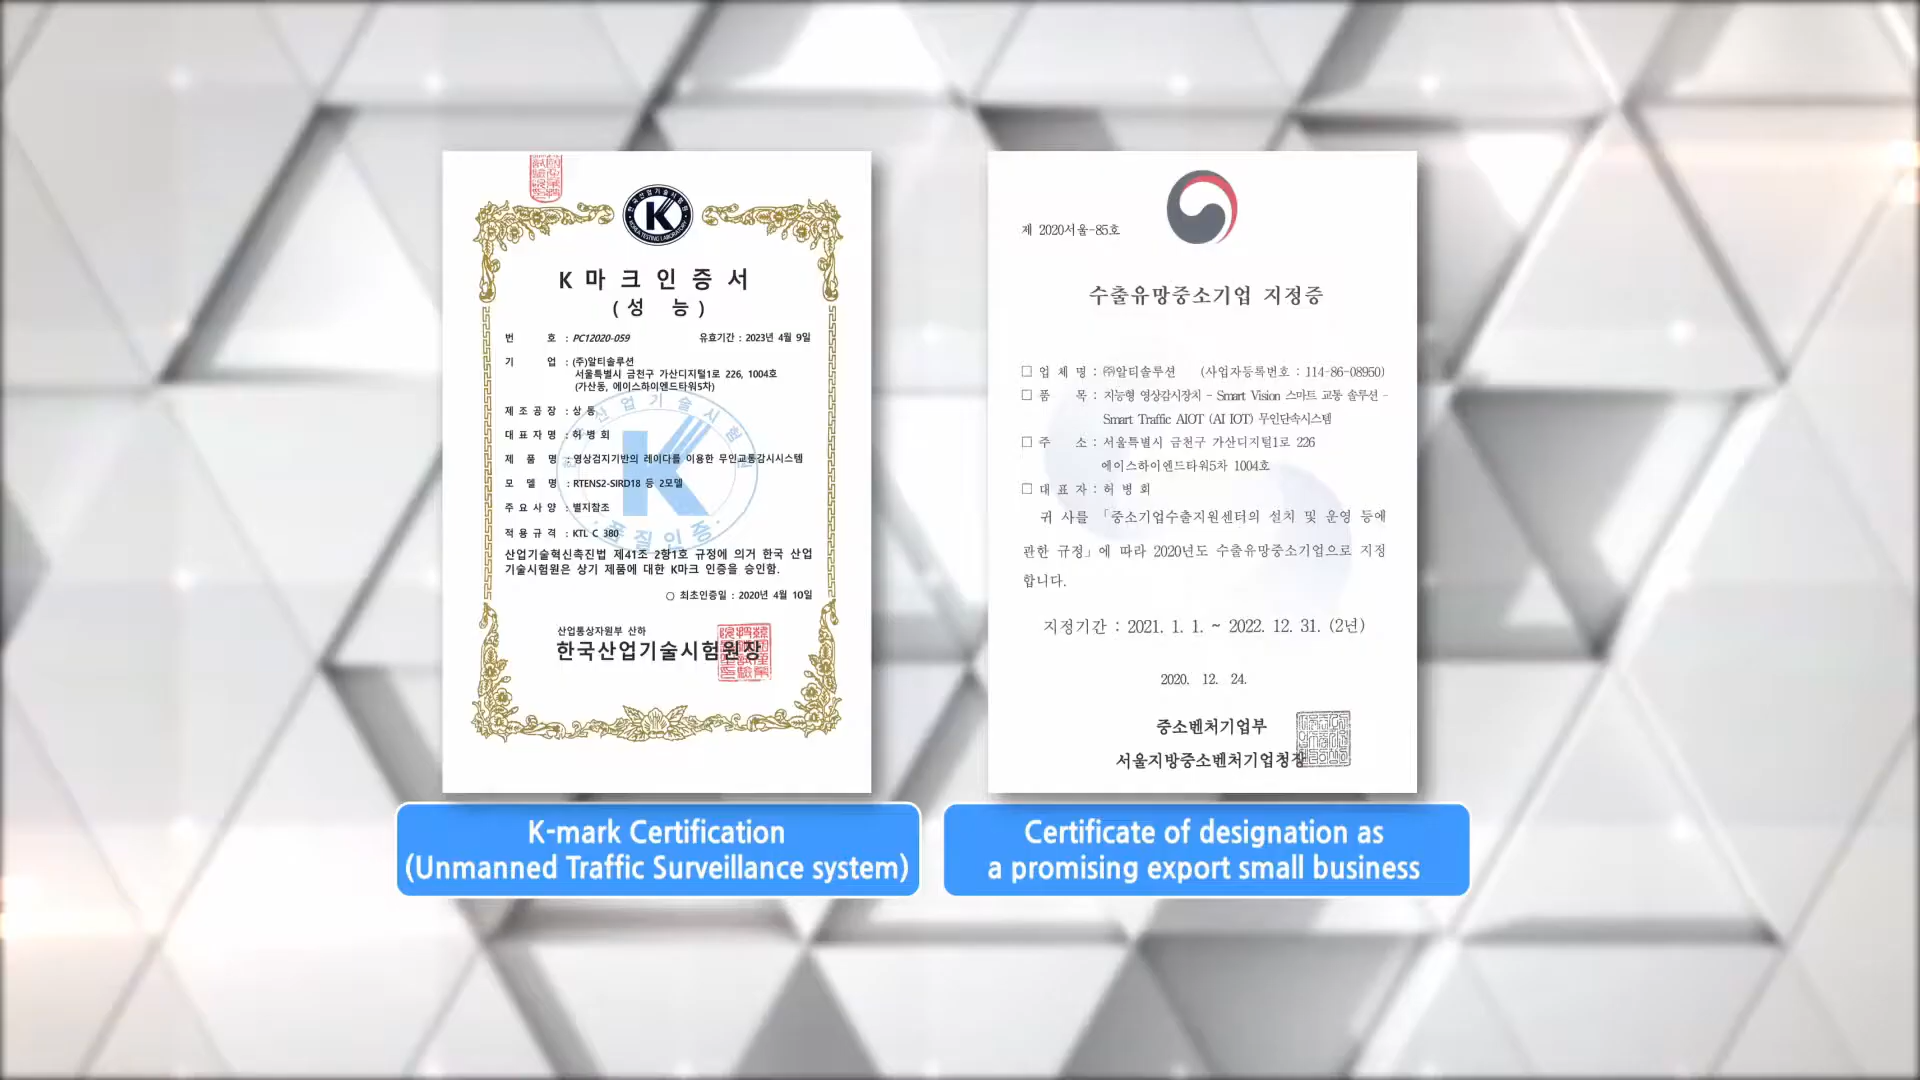 한국산업기술시험원
KOREA TESTING LABORATORY
K
K 마 크 인 증 서
( 성 능 )
번 호 : PC12020-059 유효기간 : 2023년 4월 9일
기 업 : (주)알티솔루션
서울특별시 금천구 가산디지털1로 226, 1004호
(가산동, 에이스하이엔드타워5차)
제 조 공 장 : 상 동
대 표 자 명 : 허 병 회
제 품 명 : 영상검지기반의 레이다를 이용한 무인교통감시시스템
모 델 명 : RTENS2-SIRD18 등 2모델
주 요 사 양 : 별지참조
적 용 규 격 : KTL C 380
산업기술혁신촉진법 제41조 2항1호 규정에 의거 한국 산업
기술시험원은 상기 제품에 대한 K마크 인증을 승인함.
○ 최초인증일 : 2020년 4월 10일
산업통상자원부 산하
한국산업기술시험원장
품질인증
K-mark Certification
(Unmanned Traffic Surveillance system)
제 2020서울-85호
수출유망중소기업 지정증
□ 업 체 명 : ㈜알티솔루션 (사업자등록번호 : 114-86-08950)
□ 품 목 : 지능형 영상감시장치 - Smart Vision 스마트 교통 솔루션 -
Smart Traffic AIOT (AI IOT) 무인단속시스템
□ 주 소 : 서울특별시 금천구 가산디지털1로 226
에이스하이엔드타워5차 1004호
□ 대 표 자 : 허 병 회
귀 사를 「중소기업수출지원센터의 설치 및 운영 등에
관한 규정」에 따라 2020년도 수출유망중소기업으로 지정
합니다.
지정기간 : 2021. 1. 1. ~ 2022. 12. 31. (2년)
2020. 12. 24.
중소벤처기업부
서울지방중소벤처기업청장
Certificate of designation as
a promising export small business